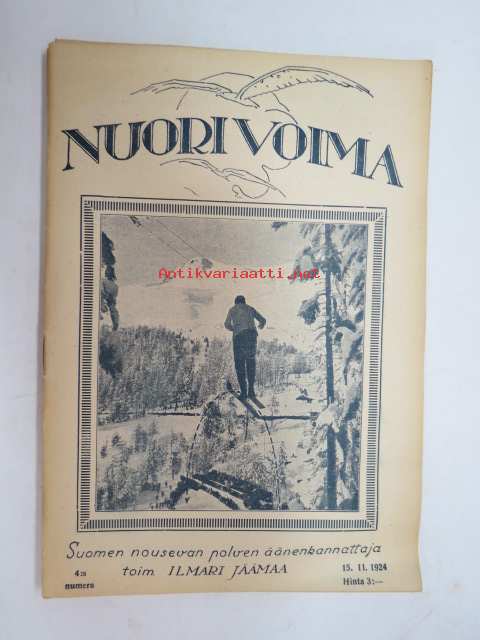 NUORI VOIMA
Antikvariaatti.net
Suomen nousevan polven äänenkannattaja
toim. ILMARI JÄÄMAA
4:s
numero
15. 11. 1924
Hinta 3:—